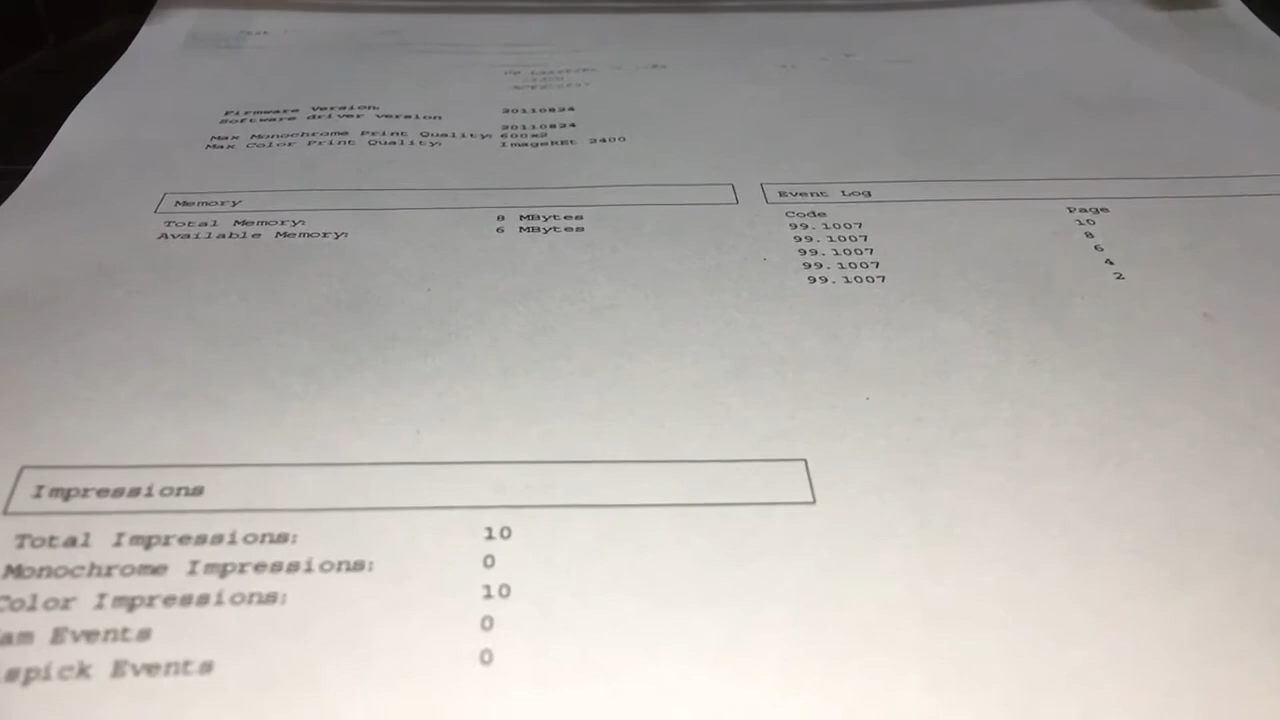 Firmware Version: 20110824
Software driver version 20110824
Max Monochrome Print Quality: 600x2
Max Color Print Quality: ImageREt 2400
Memory
Total Memory: 8 MBytes
Available Memory: 6 MBytes
Event Log
Code Page
99.1007 10
99.1007 8
99.1007 6
99.1007 4
99.1007 2
Impressions
Total Impressions: 10
Monochrome Impressions: 0
Color Impressions: 10
am Events 0
spick Events 0